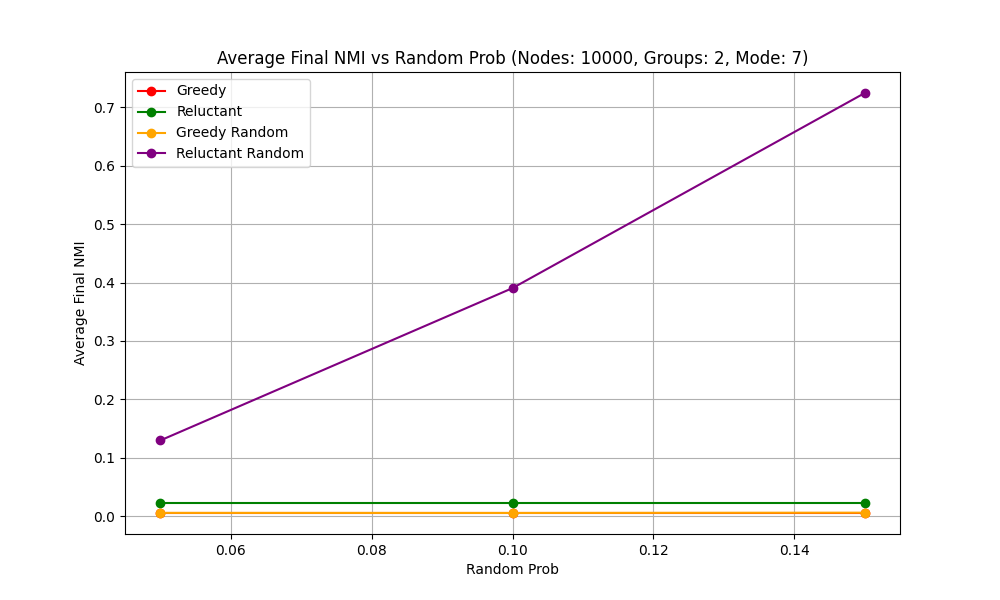 Average Final NMI vs Random Prob (Nodes: 10000, Groups: 2, Mode: 7)
Greedy
Reluctant
Greedy Random
Reluctant Random
Average Final NMI
0.7
0.6
0.5
0.4
0.3
0.2
0.1
0.0
0.06 0.08 0.10 0.12 0.14
Random Prob